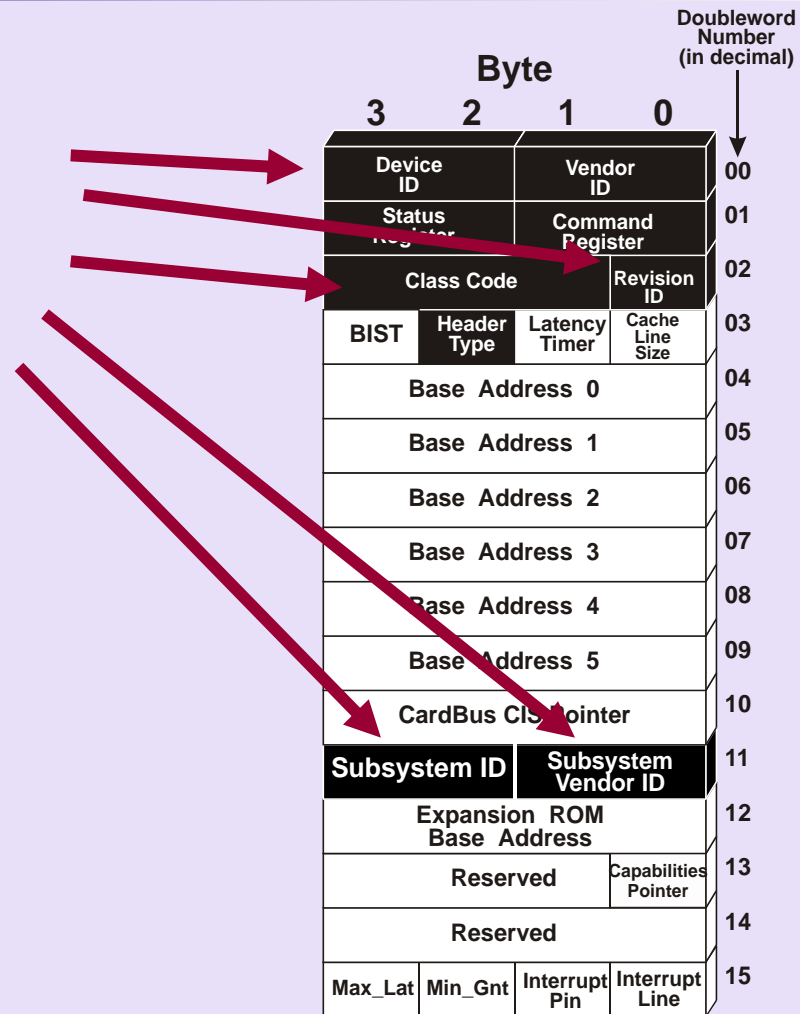 Doubleword
Number
(in decimal)
Byte
3 2 1 0
Device
ID
Vendor
ID
00
Status
Register
Command
Register
01
Class Code
Revision
ID
02
BIST
Header
Type
Latency
Timer
Cache
Line
Size
03
Base Address 0
04
Base Address 1
05
Base Address 2
06
Base Address 3
07
Base Address 4
08
Base Address 5
09
CardBus CIS Pointer
10
Subsystem ID
Subsystem
Vendor ID
11
Expansion ROM
Base Address
12
Reserved
Capabilities
Pointer
13
Reserved
14
Max_Lat
Min_Gnt
Interrupt
Pin
Interrupt
Line
15